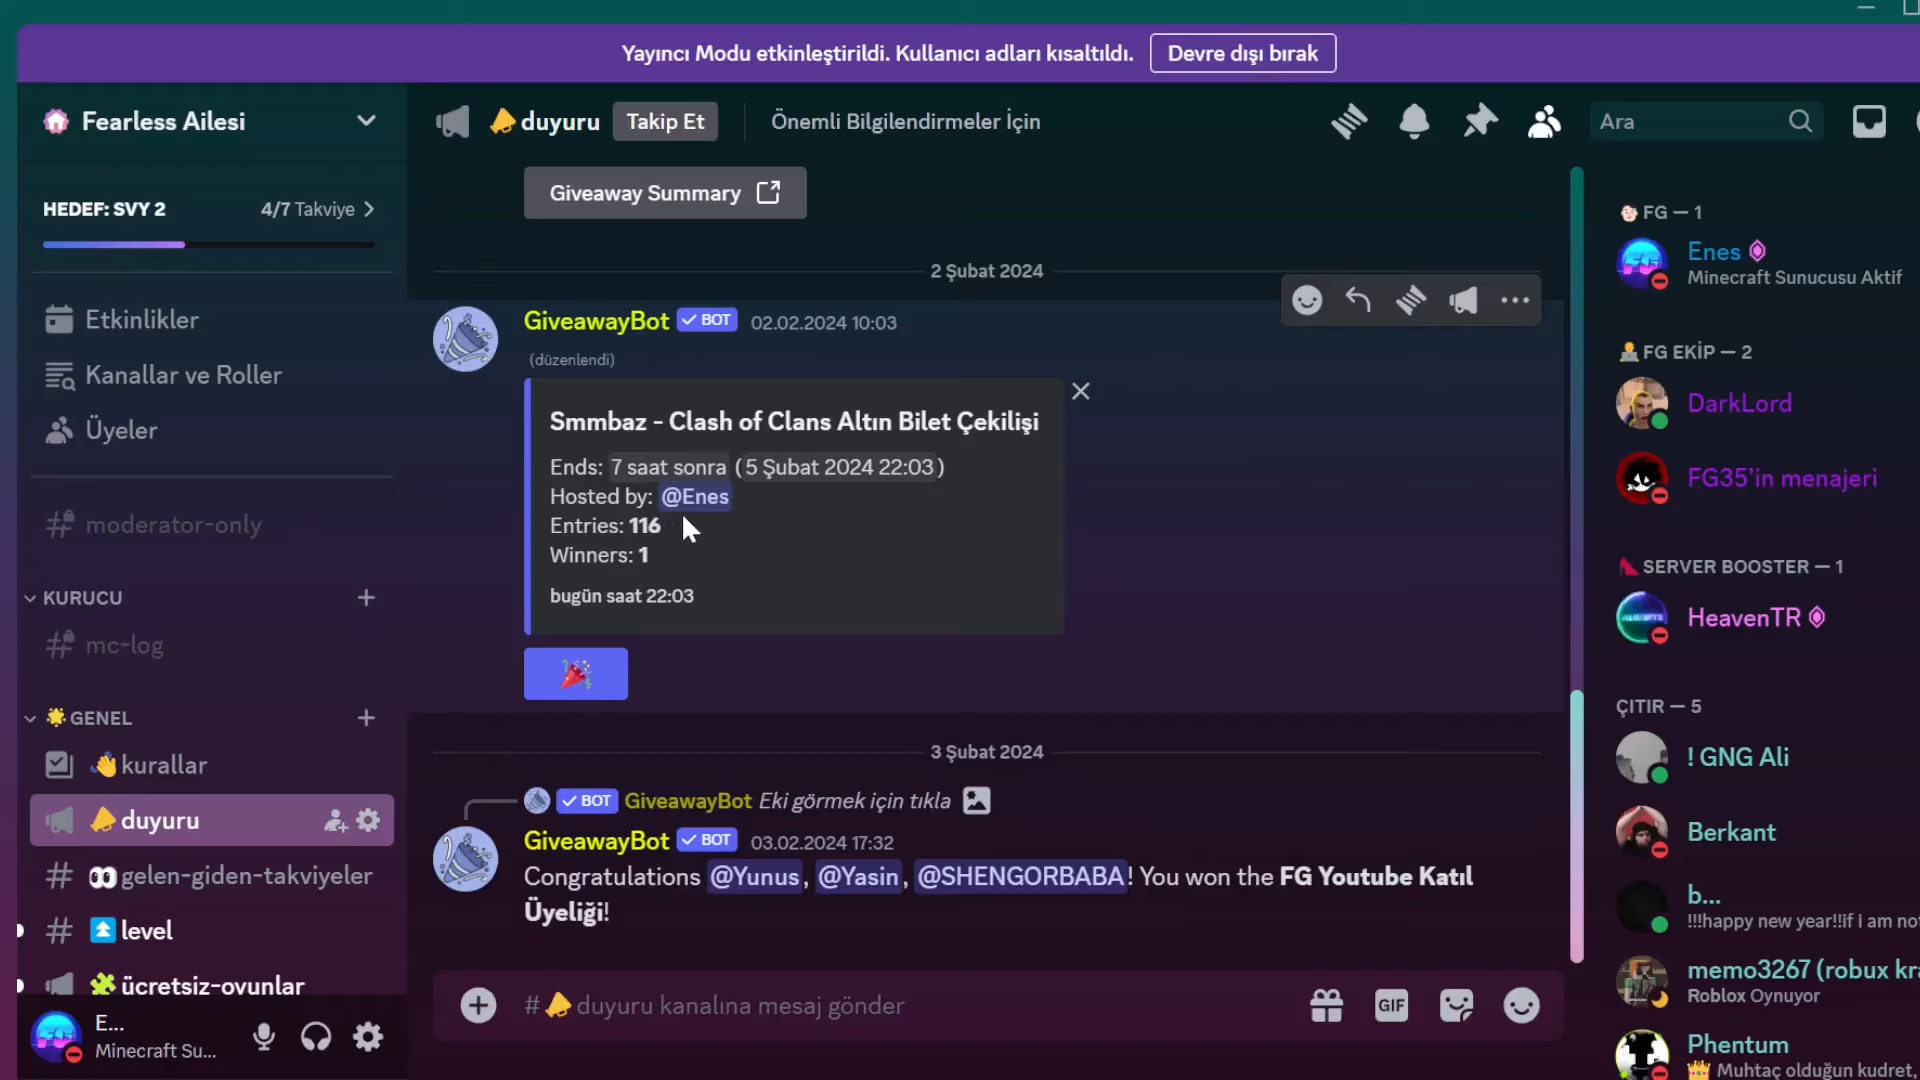 Yayıncı Modu etkinleştirildi. Kullanıcı adları kısaltıldı.
Devre dışı bırak
Fearless Ailesi
duyuru
Takip Et
Önemli Bilgilendirmeler İçin
Ara
HEDEF: SVY 2
4/7 Takviye
Etkinlikler
Kanallar ve Roller
Üyeler
moderator-only
KURUCU
mc-log
GENEL
kurallar
duyuru
gelen-giden-takviyeler
level
ücretsiz-oyunlar
E...
Minecraft Su...
Giveaway Summary
2 Şubat 2024
GiveawayBot
BOT
02.02.2024 10:03
(düzenlendi)
Smmbaz - Clash of Clans Altın Bilet Çekilişi
Ends: 7 saat sonra (5 Şubat 2024 22:03)
Hosted by: @Enes
Entries: 116
Winners: 1
bugün saat 22:03
3 Şubat 2024
BOT GiveawayBot Eki görmek için tıkla
GiveawayBot
BOT
03.02.2024 17:32
Congratulations @Yunus, @Yasin, @SHENGORBABA! You won the FG Youtube Katıl
Üyeliği!
# duyuru kanalına mesaj gönder
GIF
FG — 1
Enes
Minecraft Sunucusu Aktif
FG EKİP — 2
DarkLord
FG35'in menajeri
SERVER BOOSTER — 1
HeavenTR
ÇITIR — 5
! GNG Ali
Berkant
b...
!!!happy new year!!if i am not
memo3267 (robux kra
Roblox Oynuyor
Phentum
Muhtaç olduğun kudret,